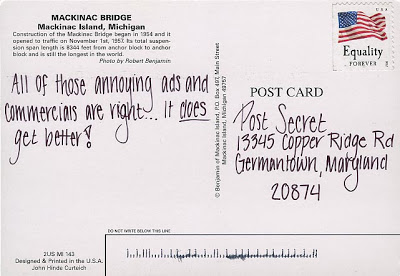 MACKINAC BRIDGE
Mackinac Island, Michigan
Construction of the Mackinac Bridge began in 1954 and it
opened to traffic on November 1st, 1957. Its total suspen-
sion span length is 8344 feet from anchor block to anchor
block and is still the longest in the world.
Photo by Robert Benjamin
USA
Equality
FOREVER
All of those annoying ads and
commercials are right... it does
get better!
© Benjamin of Mackinac Island, P.O. Box 497, Main Street
Mackinac Island, Michigan 49757
POST CARD
Post Secret
13345 Copper Ridge Rd
Germantown, Maryland
20874
DO NOT WRITE BELOW THIS LINE
2US MI 143
Designed & Printed in the U.S.A.
John Hinde Curteich